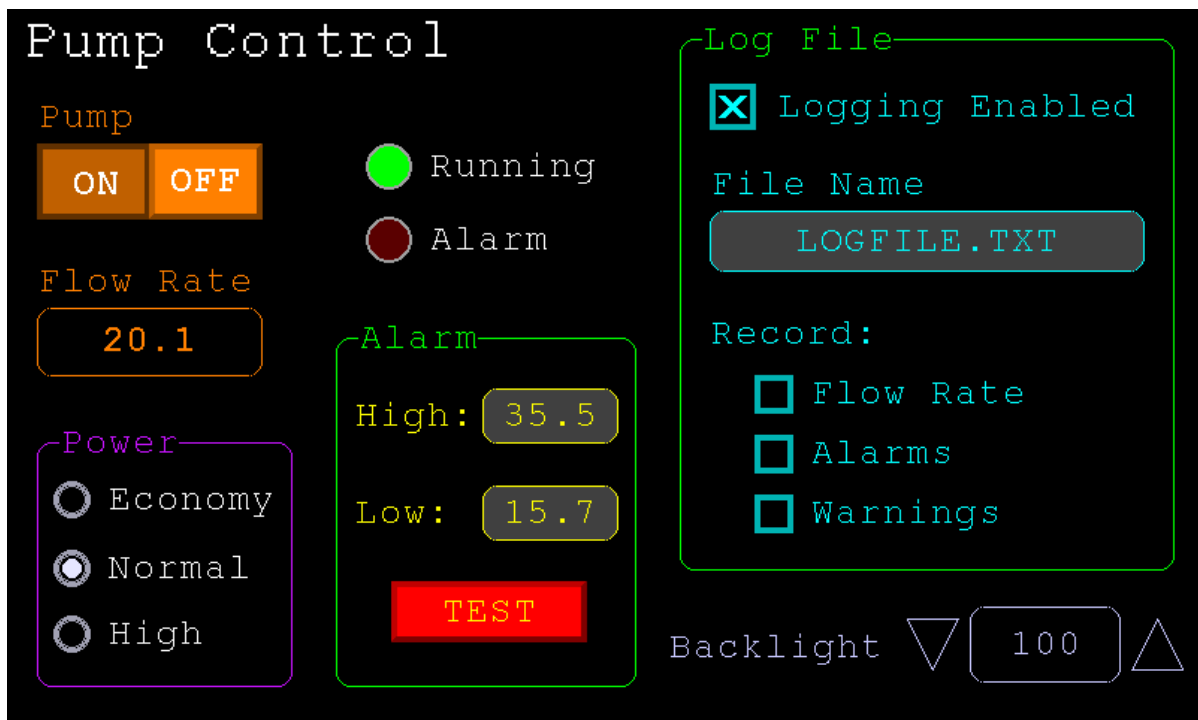 Pump Control
Pump
ON OFF
Running
Alarm
Flow Rate
20.1
Power
Economy
Normal
High
Alarm
High: 35.5
Low: 15.7
TEST
Log File
Logging Enabled
File Name
LOGFILE.TXT
Record:
Flow Rate
Alarms
Warnings
Backlight 100